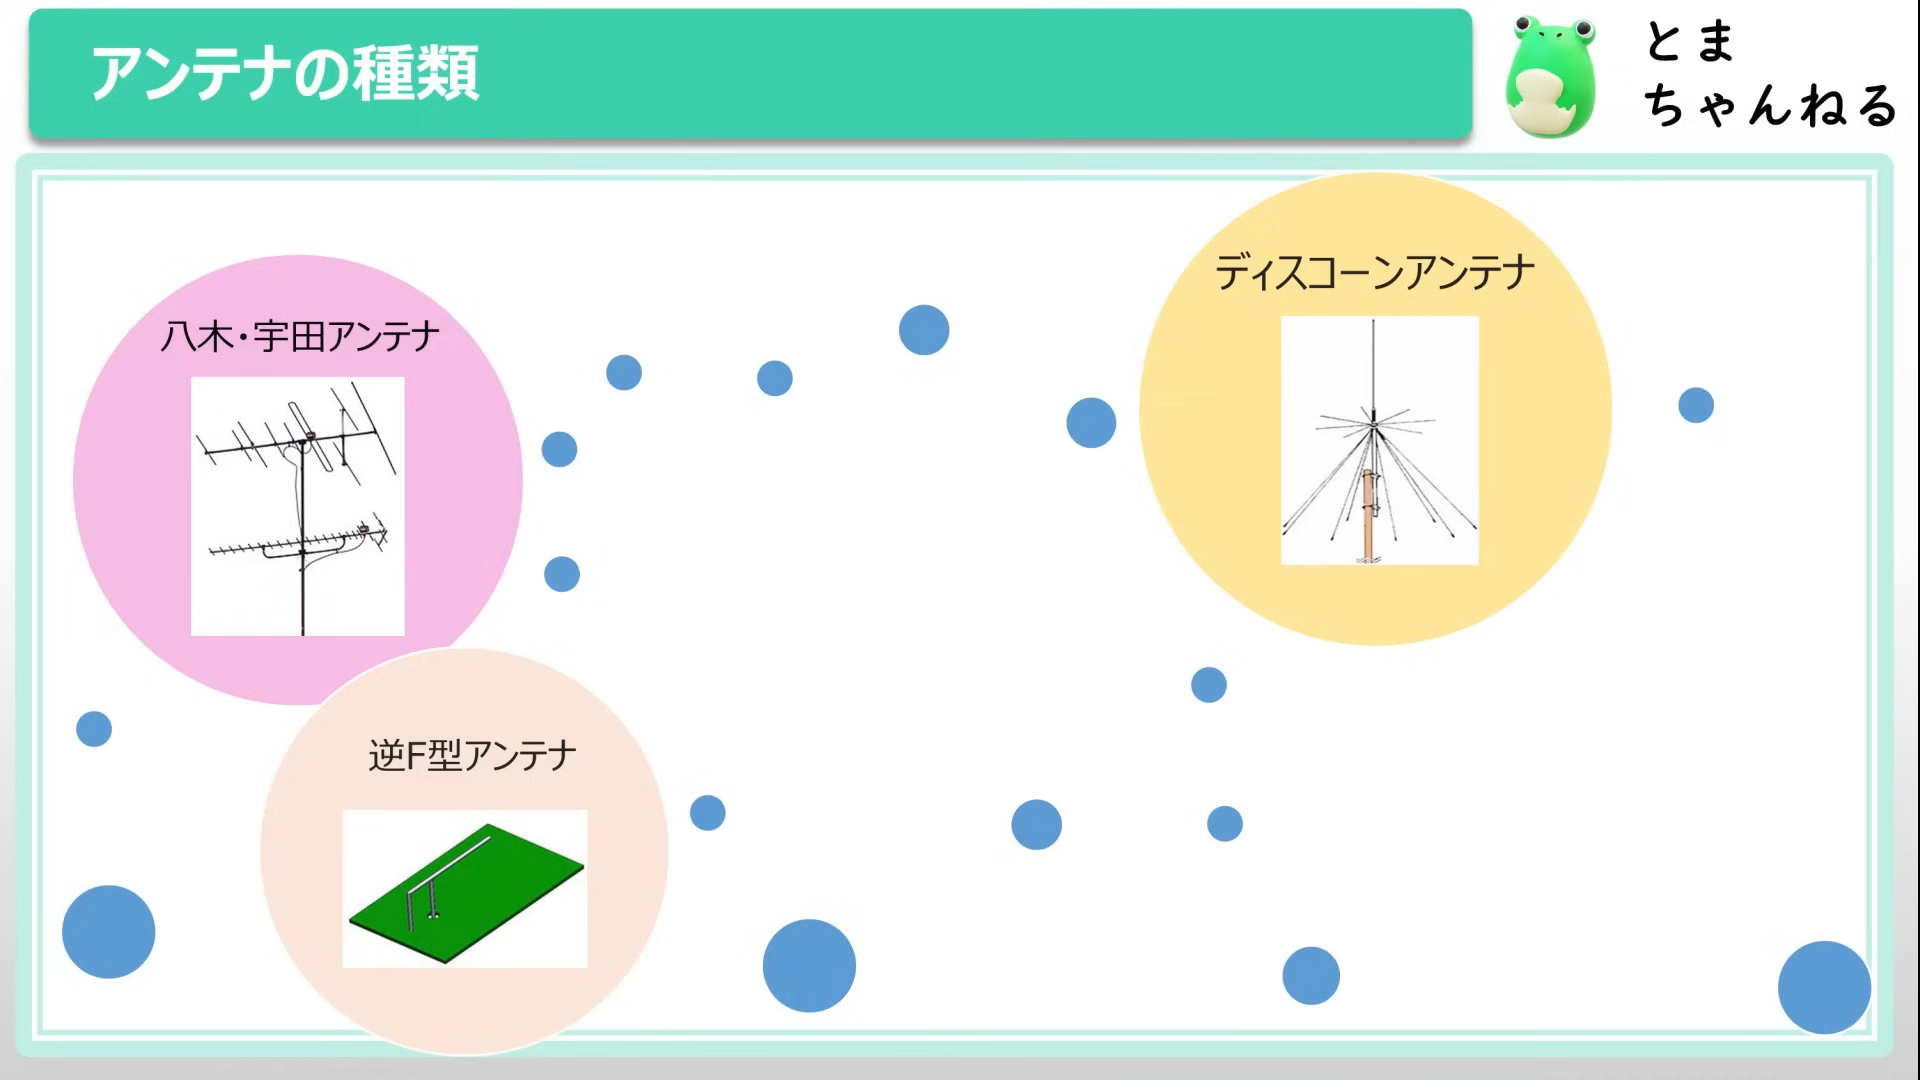 アンテナの種類
とま
ちゃんねる
八木・宇田アンテナ
ディスコーンアンテナ
逆F型アンテナ